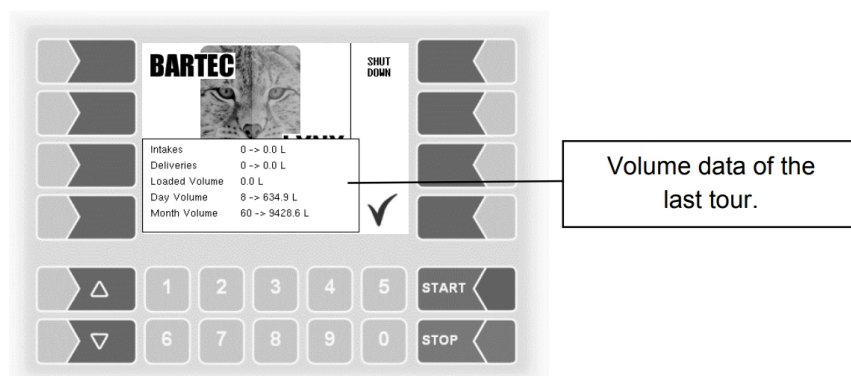 BARTEC
SHUT
DOWN
LYNX
Intakes 0 -> 0.0 L
Deliveries 0 -> 0.0 L
Loaded Volume 0.0 L
Day Volume 8 -> 634.9 L
Month Volume 60 -> 9428.6 L
Volume data of the
last tour.
1 2 3 4 5 START
6 7 8 9 0 STOP